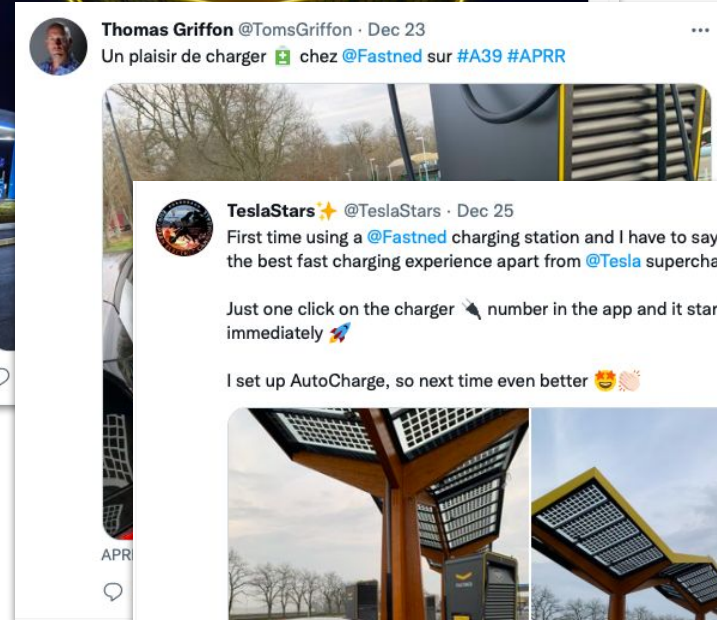 Thomas Griffon @TomsGriffon · Dec 23
Un plaisir de charger 🔋 chez @Fastned sur #A39 #APRR
TeslaStars✨ @TeslaStars · Dec 25
First time using a @Fastned charging station and I have to say
the best fast charging experience apart from @Tesla supercha
Just one click on the charger 🔌 number in the app and it star
immediately 🚀
I set up AutoCharge, so next time even better 🤩👏🏻
APR
FASTNED